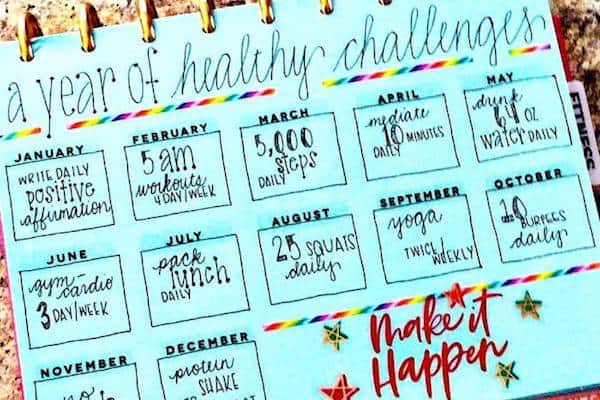 a year of healthy challenges
JANUARY
WRITE DAILY
positive
affirmation
FEBRUARY
5 am
workouts
4 DAY/WEEK
MARCH
5,000
steps
DAILY
APRIL
mediate
10 MINUTES
DAILY
MAY
drink
64 oz
water DAILY
JUNE
gym-
cardio
3 DAY/WEEK
JULY
pack
lunch
DAILY
AUGUST
25 SQUATS
daily
SEPTEMBER
yoga
TWICE
WEEKLY
OCTOBER
10
BURPEES
daily
NOVEMBER
no
DECEMBER
protein
SHAKE
make it
Happen
FITNESS